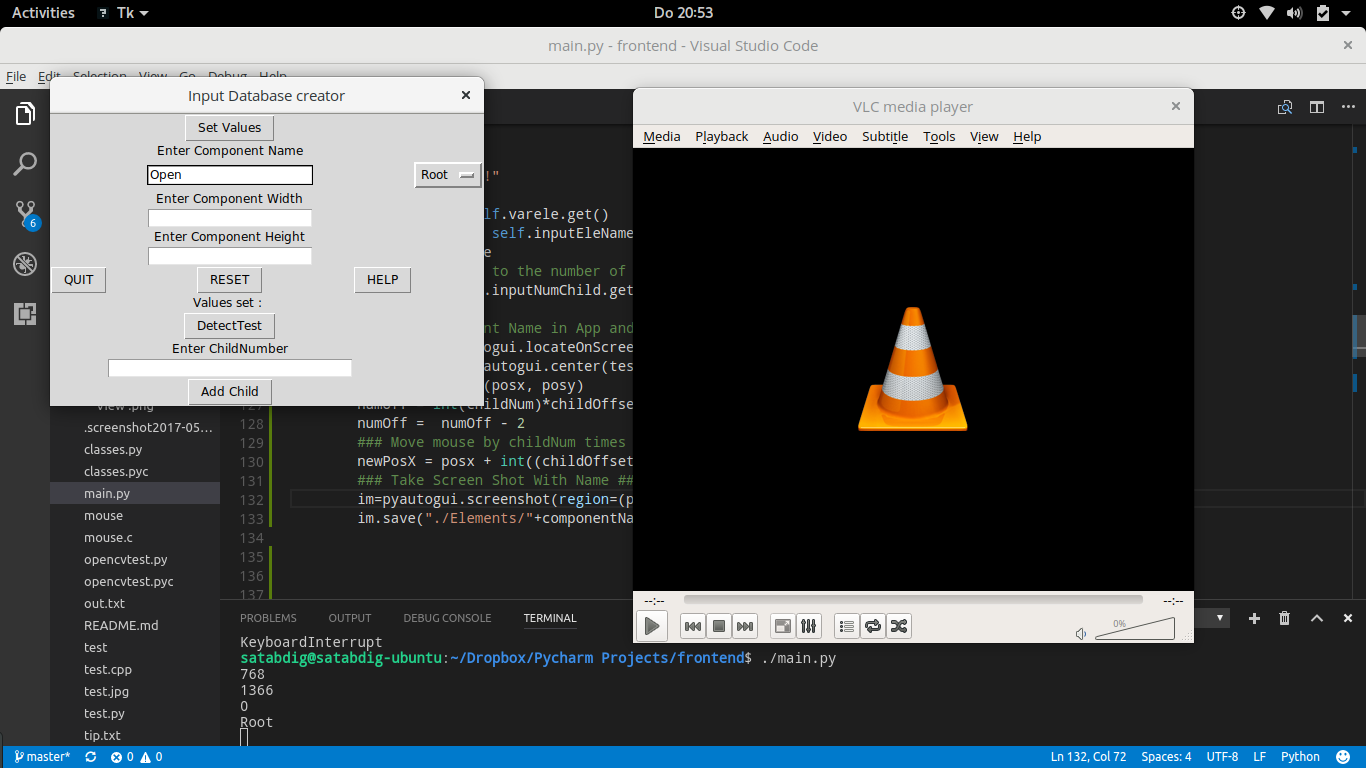 Activities Tk Do 20:53
main.py - frontend - Visual Studio Code
File Edit Selection View Go Debug Help
Input Database creator
Set Values
Enter Component Name
Open Root
Enter Component Width
Enter Component Height
QUIT RESET HELP
Values set :
DetectTest
Enter ChildNumber
Add Child
VLC media player
Media Playback Audio Video Subtitle Tools View Help
--:-- --:--
0%
!"
lf.varele.get()
self.inputEleName
e
to the number of
.inputNumChild.get
nt Name in App and
ogui.locateOnScree
autogui.center(tes
(posx, posy)
127 numOff = int(childNum)*childOffse
128 numOff = numOff - 2
129 ### Move mouse by childNum times
130 newPosX = posx + int((childOffset
131 ### Take Screen Shot With Name ##
132 im=pyautogui.screenshot(region=(p
133 im.save("./Elements/"+componentNa
134
135
136
137
6
View .png
.screenshot2017-05...
classes.py
classes.pyc
main.py
mouse
mouse.c
opencvtest.py
opencvtest.pyc
out.txt
README.md
test
test.cpp
test.jpg
test.py
tip.txt
PROBLEMS OUTPUT DEBUG CONSOLE TERMINAL
KeyboardInterrupt
satabdig@satabdig-ubuntu:~/Dropbox/Pycharm Projects/frontend$ ./main.py
768
1366
0
Root
master* 0 0 Ln 132, Col 72 Spaces: 4 UTF-8 LF Python